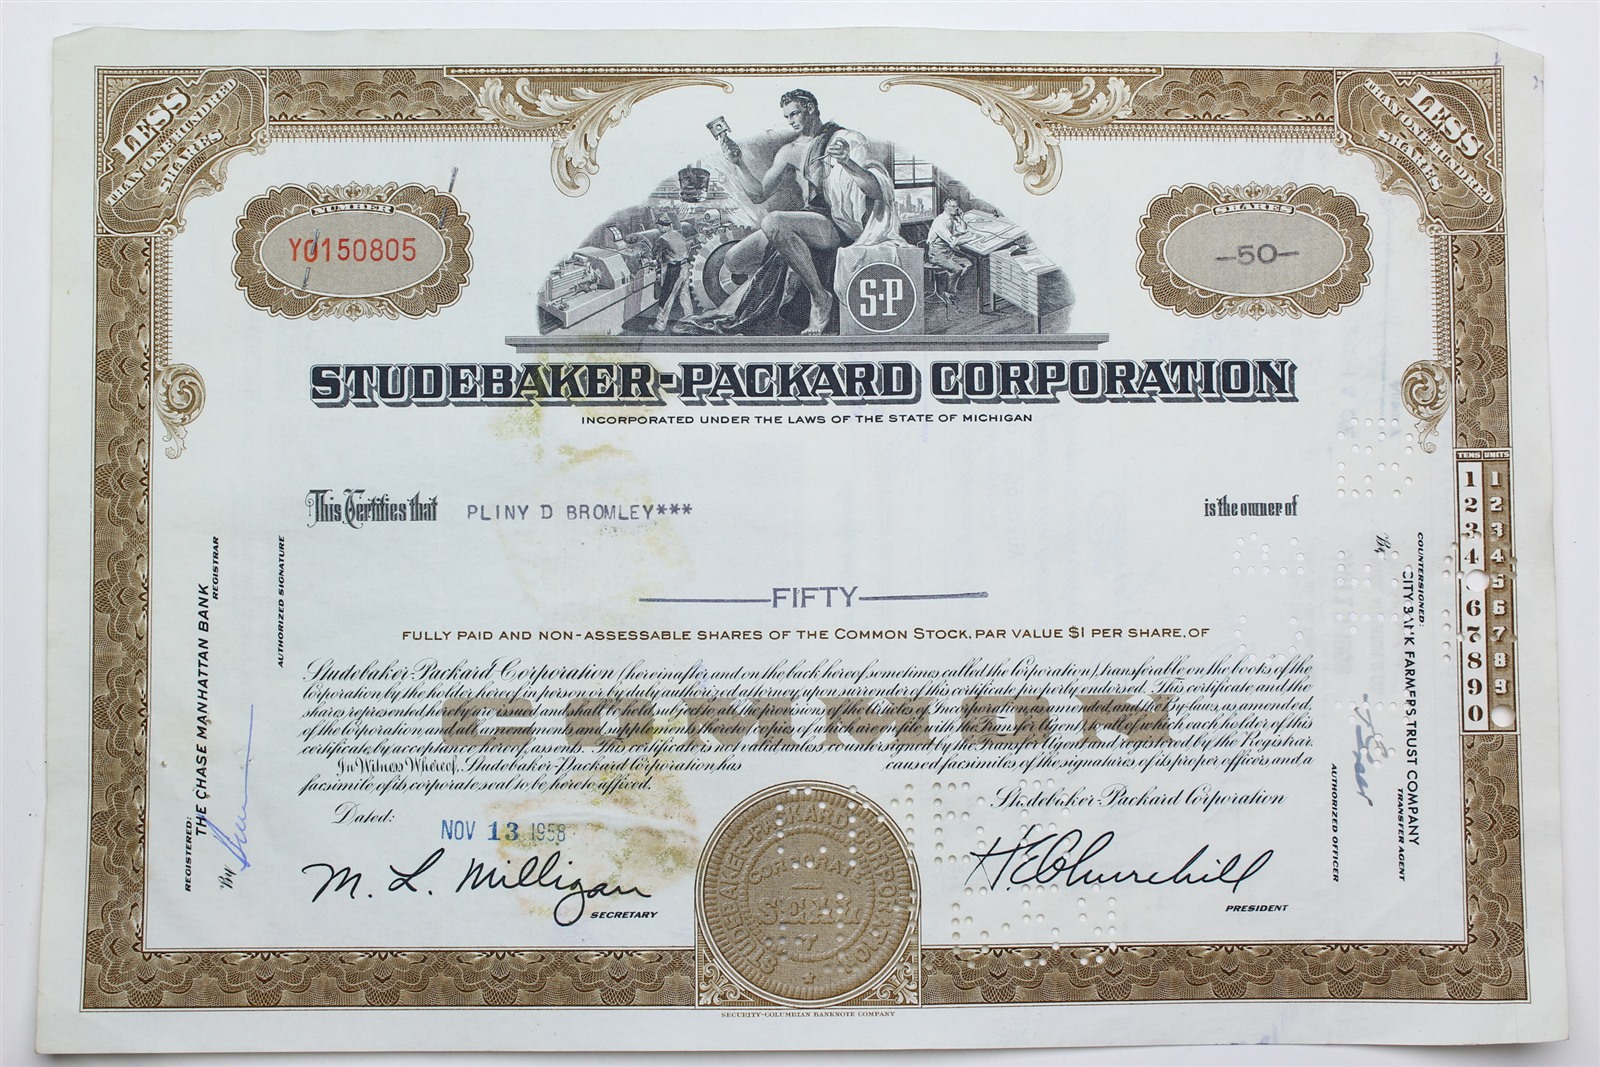 LESS
THAN ONE HUNDRED
SHARES
LESS
THAN ONE HUNDRED
SHARES
NUMBER
YO150805
SHARES
-50-
S·P
STUDEBAKER-PACKARD CORPORATION
INCORPORATED UNDER THE LAWS OF THE STATE OF MICHIGAN
This Certifies that PLINY D BROMLEY*** is the owner of
FIFTY
FULLY PAID AND NON-ASSESSABLE SHARES OF THE COMMON STOCK, PAR VALUE $1 PER SHARE, OF
COMMON
Studebaker-Packard Corporation (hereinafter and on the back hereof sometimes called the Corporation), transferable on the books of the
Corporation by the holder hereof in person or by duly authorized attorney, upon surrender of this certificate properly endorsed. This certificate and the
shares represented hereby are issued and shall be held subject to all the provisions of the Articles of Incorporation, as amended, and the By-laws, as amended,
of the Corporation and all amendments and supplements thereto (copies of which are on file with the Transfer Agent) to all of which each holder of this
certificate, by acceptance hereof, assents. This certificate is not valid unless countersigned by the Transfer Agent and registered by the Registrar.
In Witness Whereof, Studebaker-Packard Corporation, has caused facsimiles of the signatures of its proper officers and a
facsimile of its corporate seal to be hereto affixed.
Dated:
NOV 13 1958
Studebaker-Packard Corporation
M. L. Milligan
SECRETARY
H E Churchill
PRESIDENT
STUDEBAKER-PACKARD CORPORATION
CORPORATE
SEAL
SECURITY-COLUMBIAN BANKNOTE COMPANY
REGISTERED:
THE CHASE MANHATTAN BANK
REGISTRAR
By
AUTHORIZED SIGNATURE
COUNTERSIGNED:
CITY BANK FARMERS TRUST COMPANY
TRANSFER AGENT
By
AUTHORIZED OFFICER
TENS UNITS
1 1
2 2
3 3
4 4
5
6 6
7 7
8 8
9 9
0